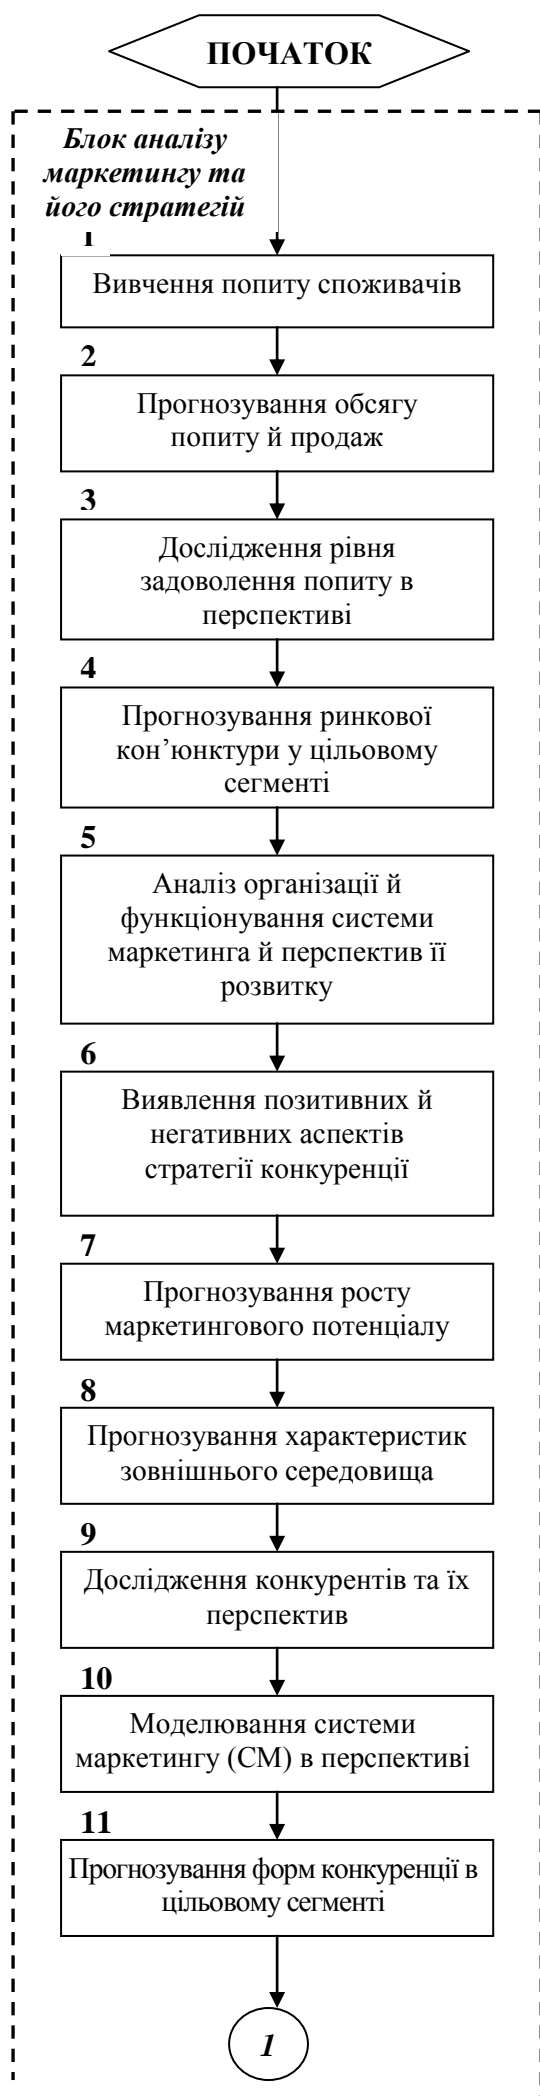 ПОЧАТОК
Блок аналізу
маркетингу та
його стратегій
1
Вивчення попиту споживачів
2
Прогнозування обсягу
попиту й продаж
3
Дослідження рівня
задоволення попиту в
перспективі
4
Прогнозування ринкової
кон’юнктури у цільовому
сегменті
5
Аналіз організації й
функціонування системи
маркетинга й перспектив її
розвитку
6
Виявлення позитивних й
негативних аспектів
стратегії конкуренції
7
Прогнозування росту
маркетингового потенціалу
8
Прогнозування характеристик
зовнішнього середовища
9
Дослідження конкурентів та їх
перспектив
10
Моделювання системи
маркетингу (СМ) в перспективі
11
Прогнозування форм конкуренції в
цільовому сегменті
1